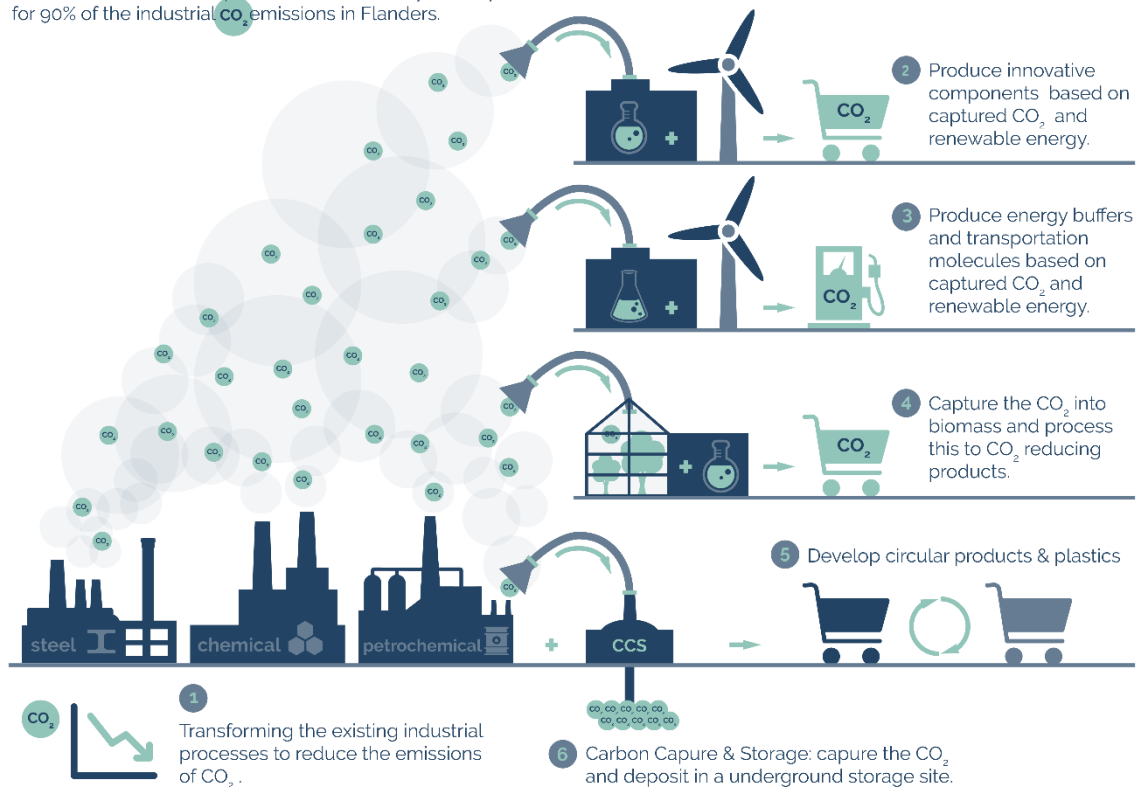 for 90% of the industrial CO₂ emissions in Flanders.
2 Produce innovative
components based on
captured CO₂ and
renewable energy.
CO₂
3 Produce energy buffers
and transportation
molecules based on
captured CO₂ and
renewable energy.
CO₂
4 Capture the CO₂ into
biomass and process
this to CO₂ reducing
products.
CO₂
5 Develop circular products & plastics
steel
chemical
petrochemical
+
CCS
CO₂
1
Transforming the existing industrial
processes to reduce the emissions
of CO₂ .
6 Carbon Capure & Storage: capure the CO₂
and deposit in a underground storage site.